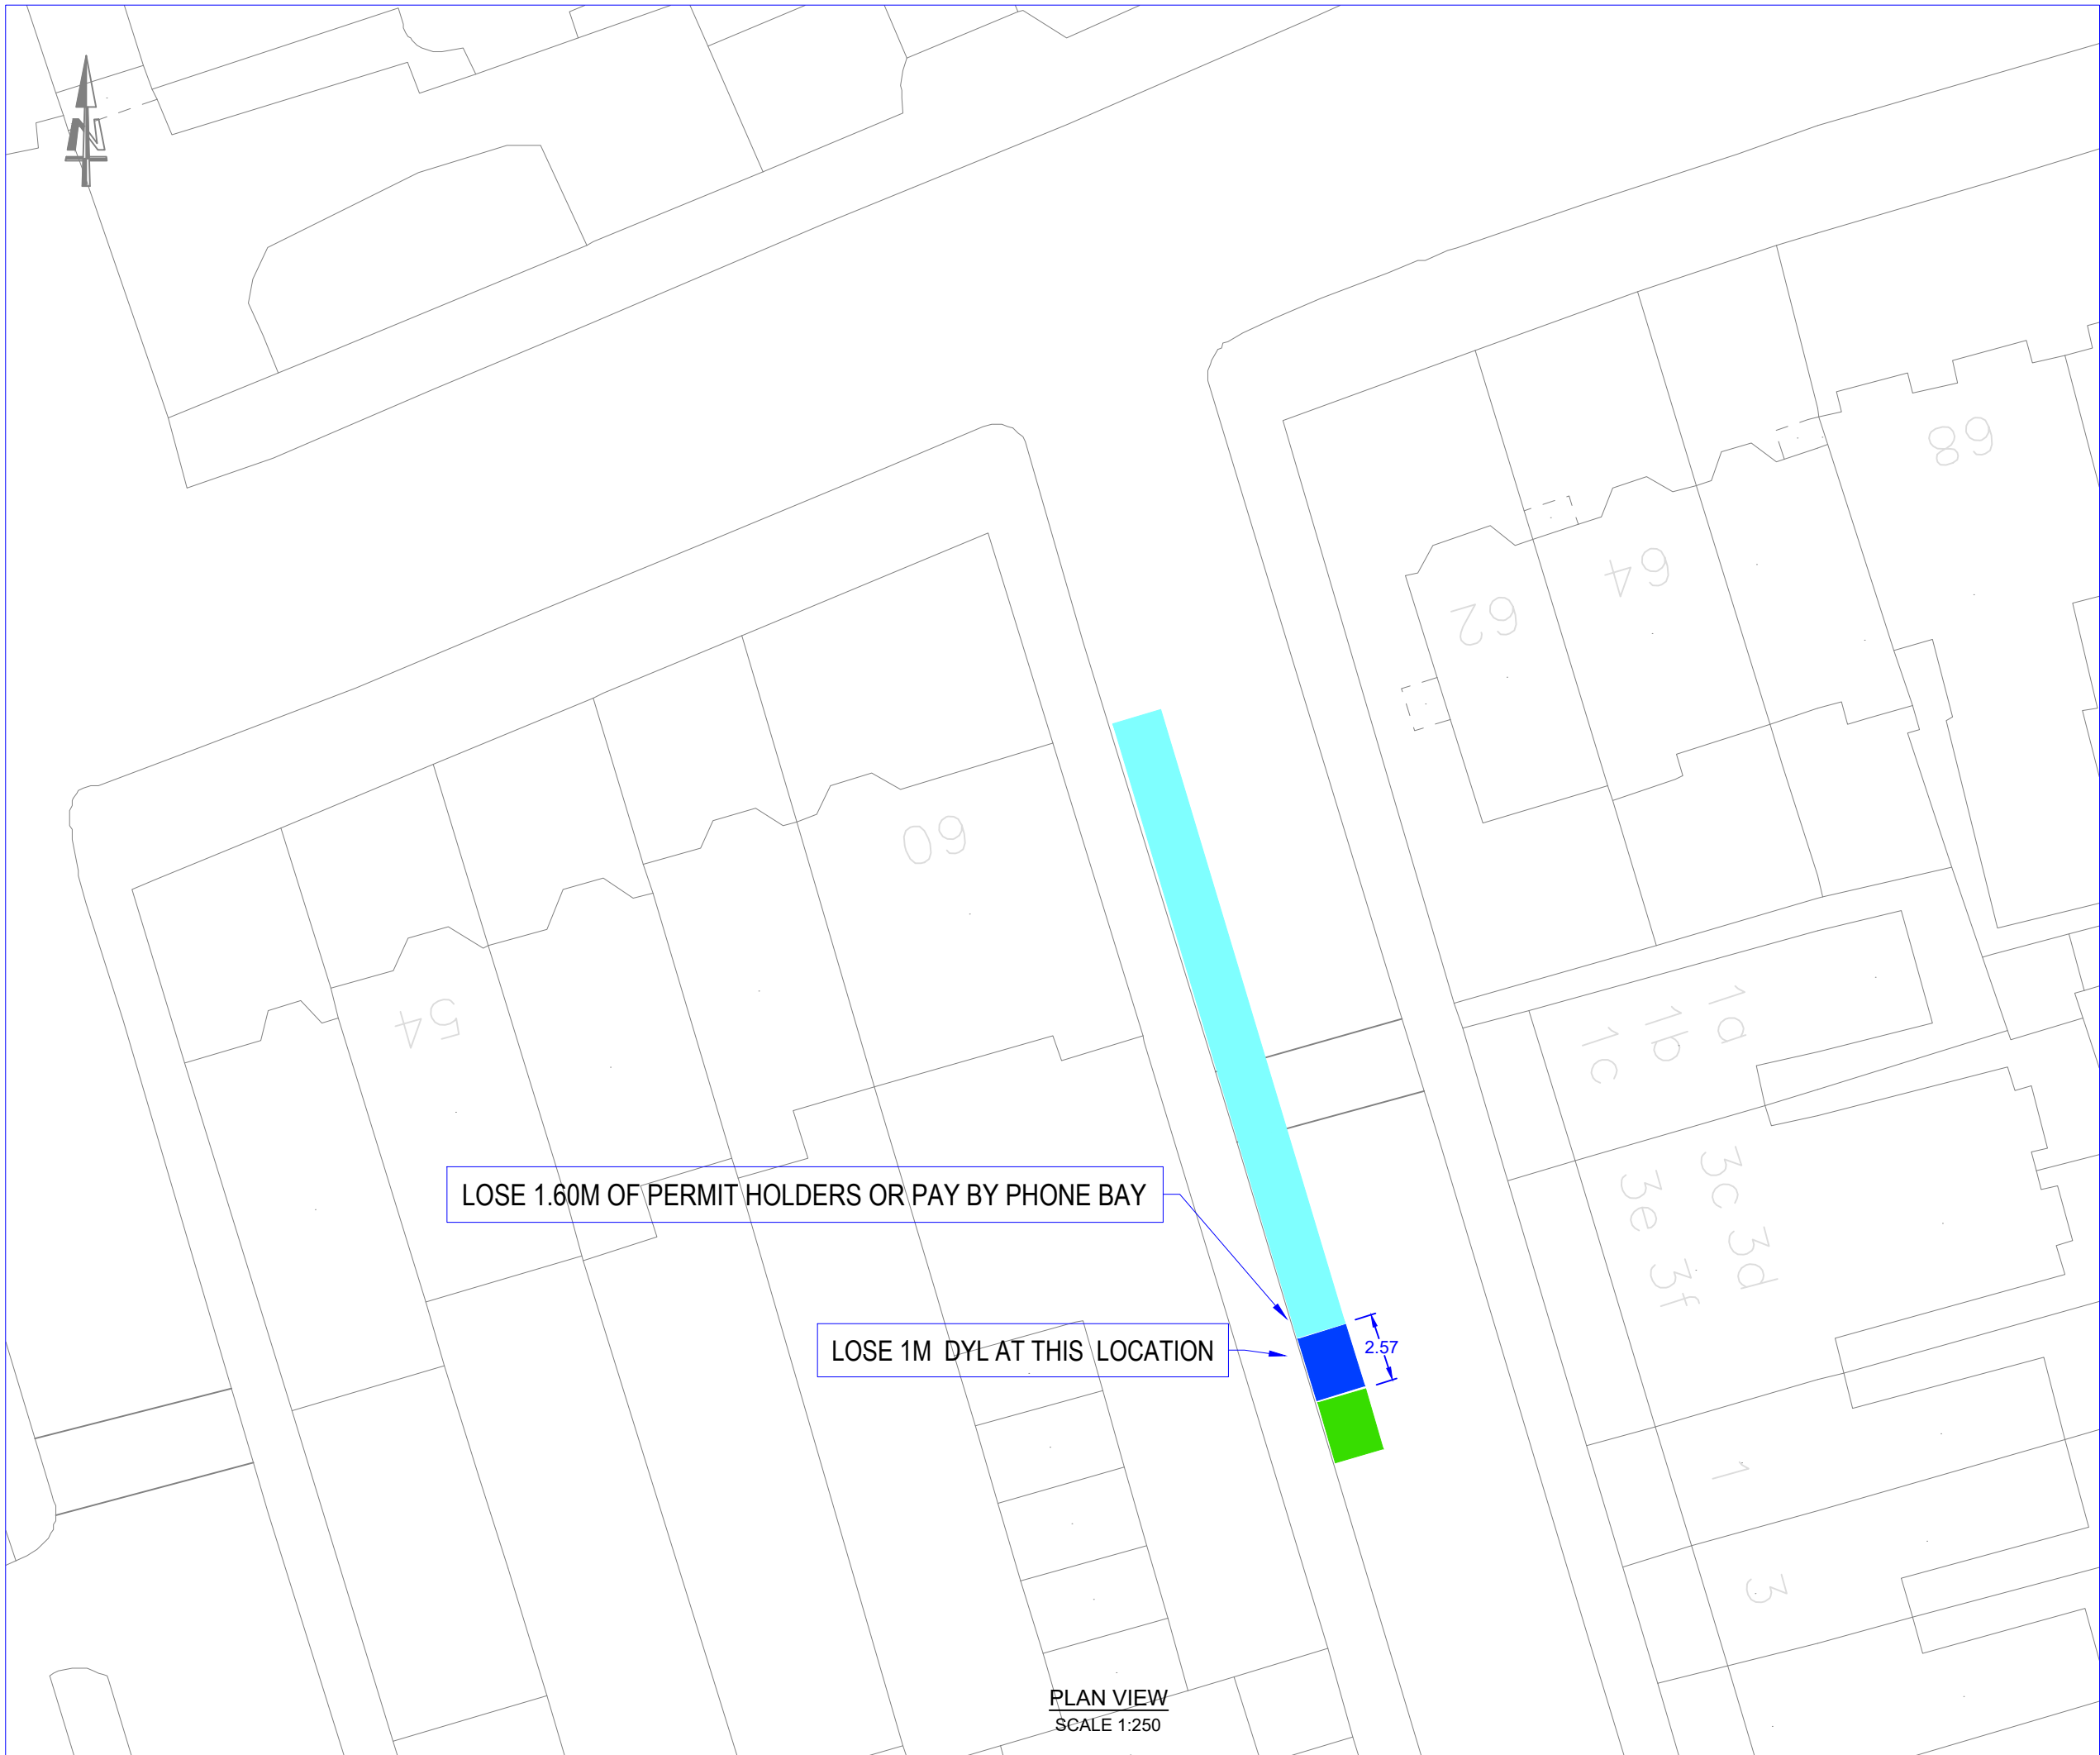 N
68
64
62
60
54
1a
1b
1c
3c 3d
3e 3f
LOSE 1.60M OF PERMIT HOLDERS OR PAY BY PHONE BAY
LOSE 1M DYL AT THIS LOCATION
2.57
1
3
PLAN VIEW
SCALE 1:250